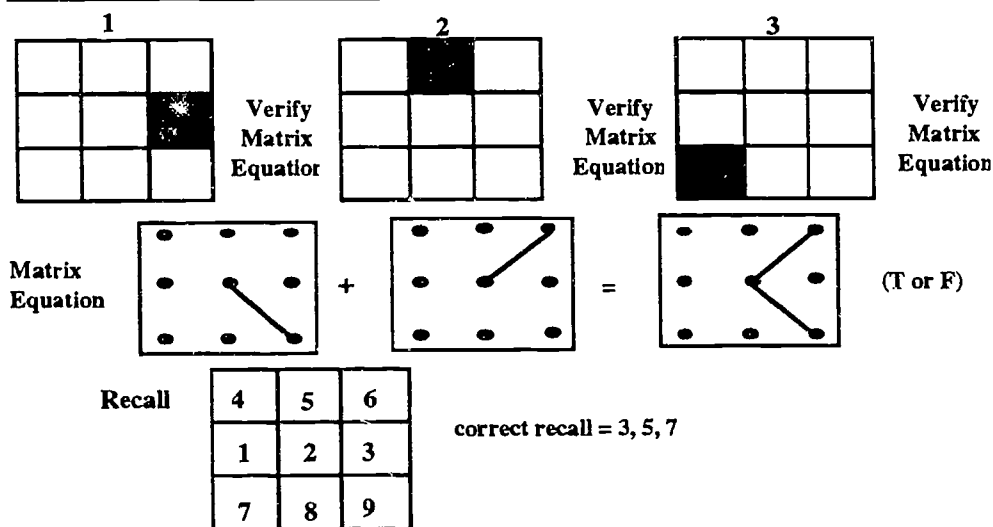 1 2 3
Verify Matrix Equation
Verify Matrix Equation
Verify Matrix Equation
Matrix Equation
+ = (T or F)
Recall
4 5 6
1 2 3
7 8 9
correct recall = 3, 5, 7